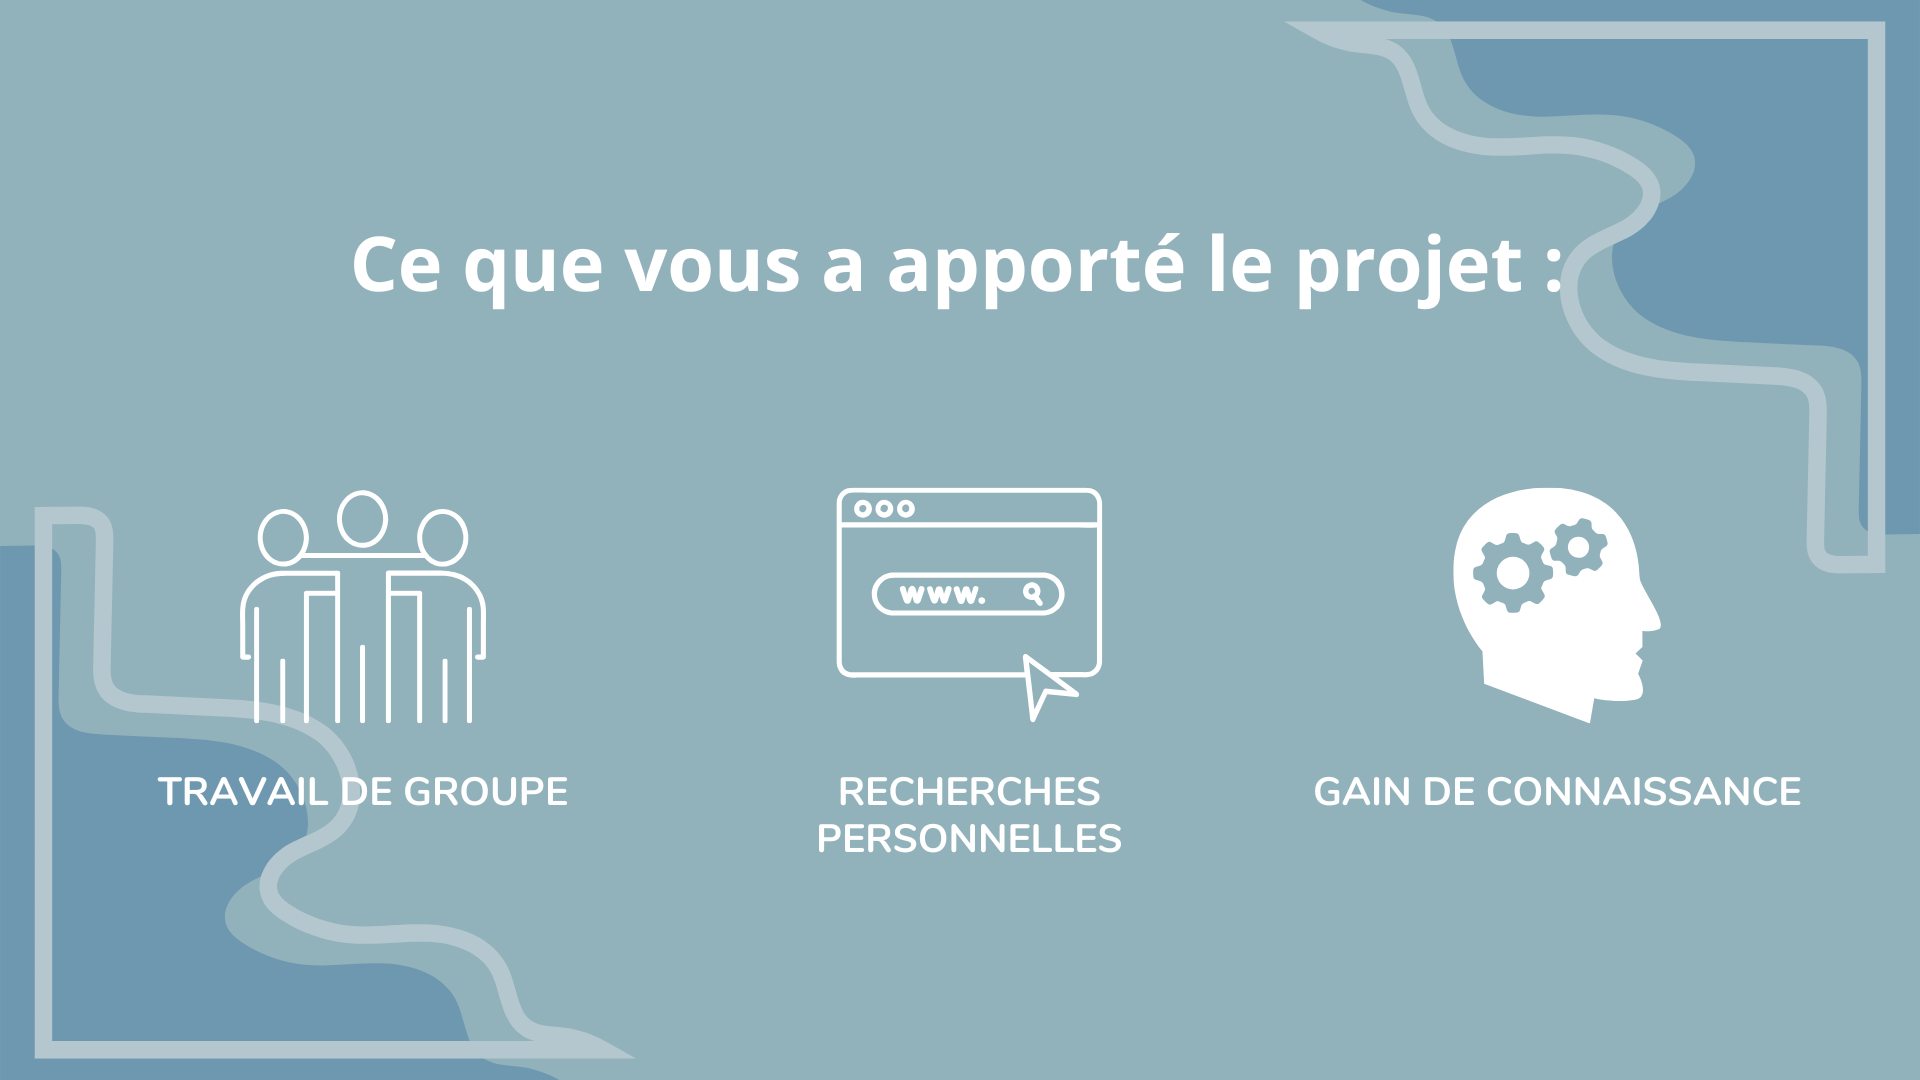 Ce que vous a apporté le projet :
www.
TRAVAIL DE GROUPE
RECHERCHES
PERSONNELLES
GAIN DE CONNAISSANCE